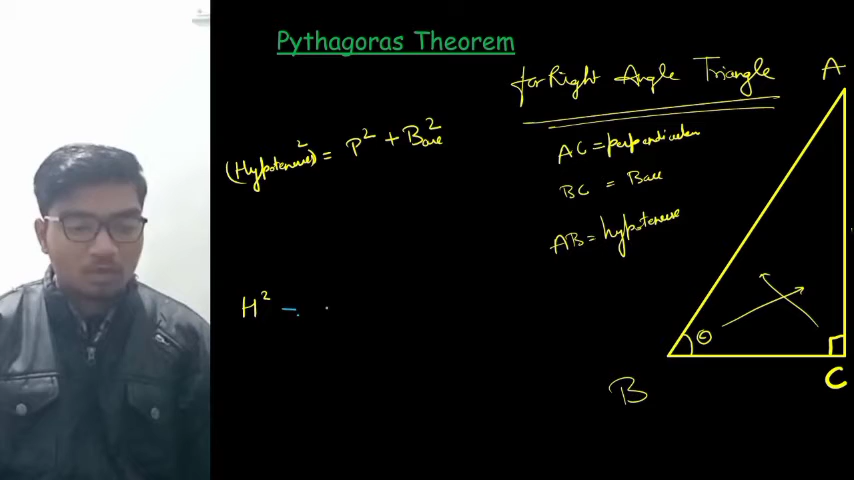 Pythagoras Theorem
for Right Angle Triangle
A
(Hypotenuse)² = P² + Base²
AC = perpendicular
BC = Base
AB = hypotenuse
H² =
θ
B
C